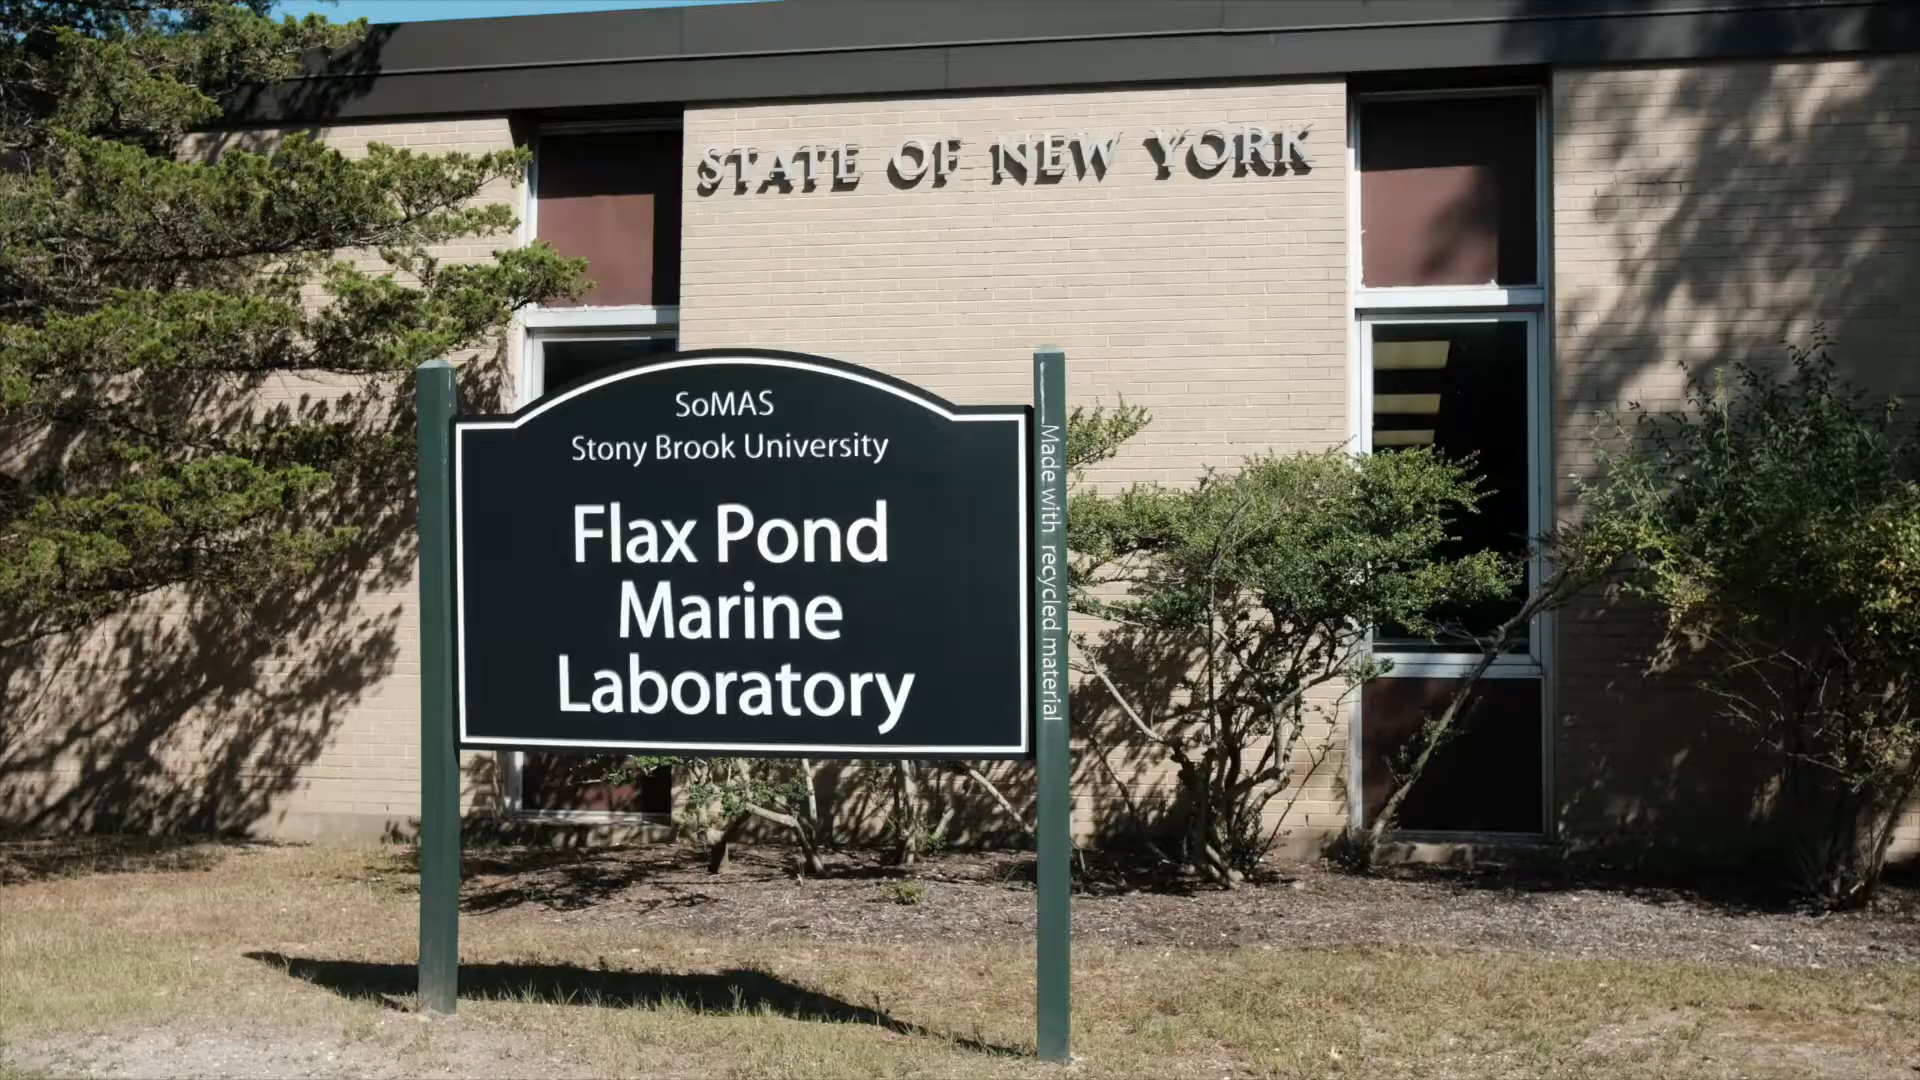 STATE OF NEW YORK
SoMAS
Stony Brook University
Flax Pond
Marine
Laboratory
Made with recycled material